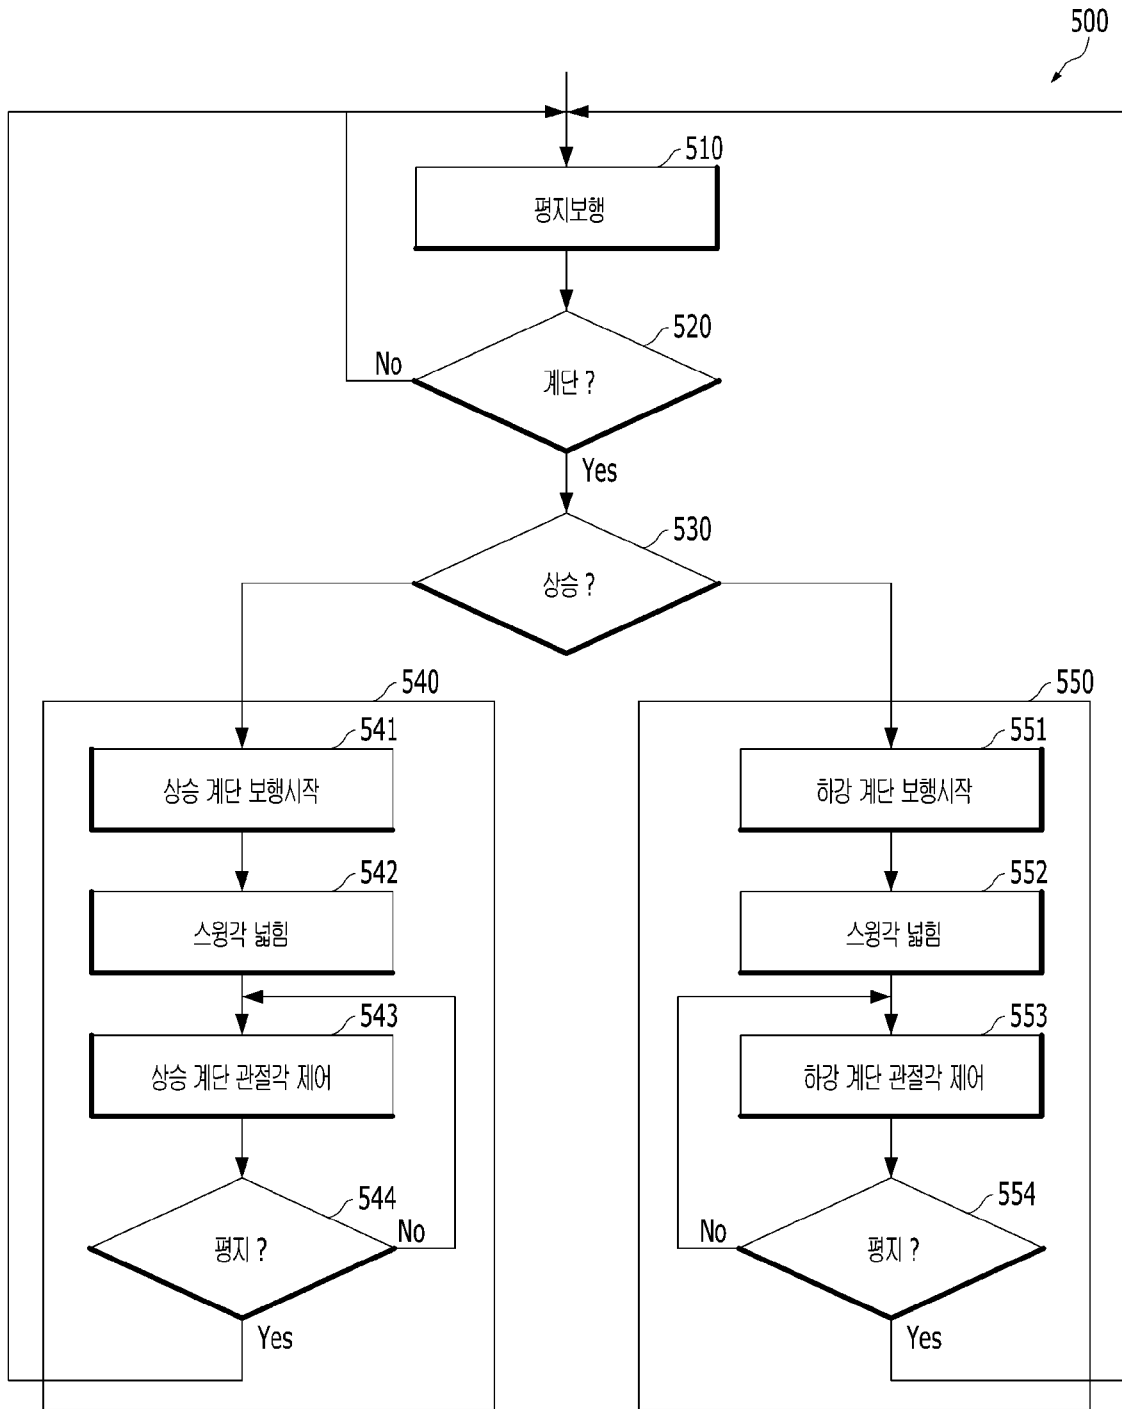 500
510
평지보행
520
계단 ?
No
Yes
530
상승 ?
540
541
상승 계단 보행시작
542
스윙각 넓힘
543
상승 계단 관절각 제어
544
평지 ?
No
Yes
550
551
하강 계단 보행시작
552
스윙각 넓힘
553
하강 계단 관절각 제어
554
평지 ?
No
Yes